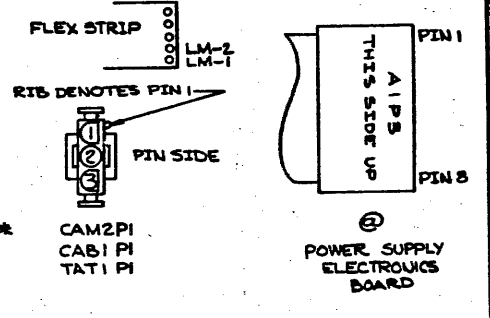 FLEX STRIP
LM-2
LM-1
RIB DENOTES PIN 1
1
2
3
PIN SIDE
* CAM2P1
CAB1 P1
TAT1 P1
PIN 1
A1P3
THIS SIDE UP
PIN 8
@
POWER SUPPLY
ELECTRONICS
BOARD